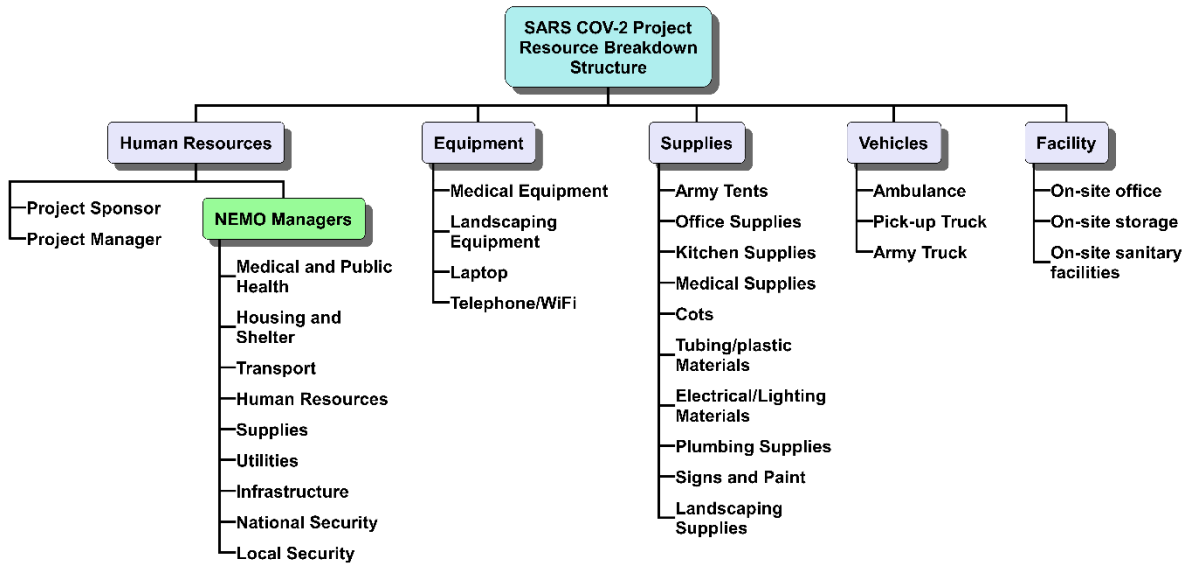 SARS COV-2 Project
Resource Breakdown
Structure
Human Resources
Project Sponsor
Project Manager
NEMO Managers
Medical and Public
Health
Housing and
Shelter
Transport
Human Resources
Supplies
Utilities
Infrastructure
National Security
Local Security
Equipment
Medical Equipment
Landscaping
Equipment
Laptop
Telephone/WiFi
Supplies
Army Tents
Office Supplies
Kitchen Supplies
Medical Supplies
Cots
Tubing/plastic
Materials
Electrical/Lighting
Materials
Plumbing Supplies
Signs and Paint
Landscaping
Supplies
Vehicles
Ambulance
Pick-up Truck
Army Truck
Facility
On-site office
On-site storage
On-site sanitary
facilities